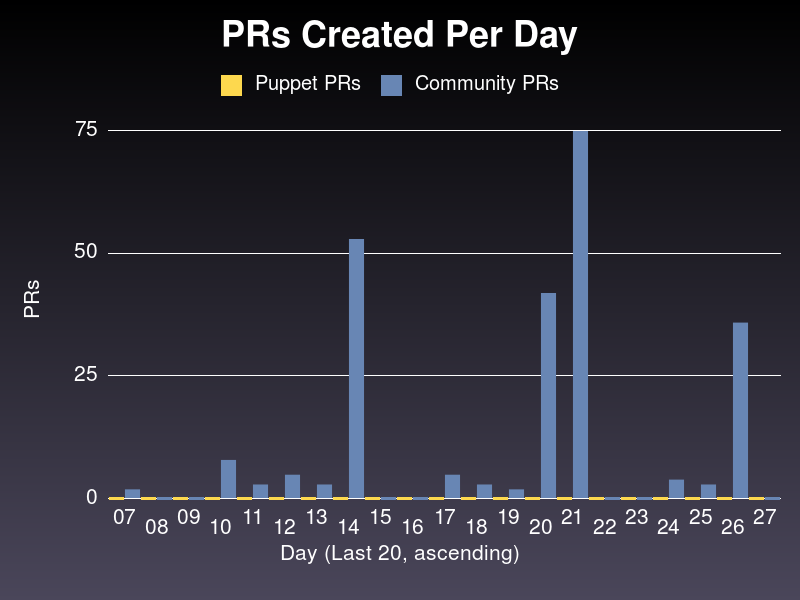 PRs Created Per Day
Puppet PRs Community PRs
75
50
25
0
PRs
07 08 09 10 11 12 13 14 15 16 17 18 19 20 21 22 23 24 25 26 27
Day (Last 20, ascending)